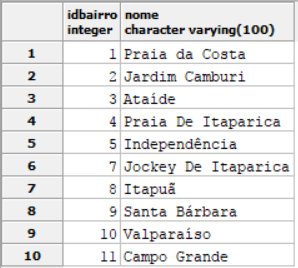 idbairro nome
integer character varying(100)
1 1 Praia da Costa
2 2 Jardim Camburi
3 3 Ataíde
4 4 Praia De Itaparica
5 5 Independência
6 7 Jockey De Itaparica
7 8 Itapuã
8 9 Santa Bárbara
9 10 Valparaíso
10 11 Campo Grande